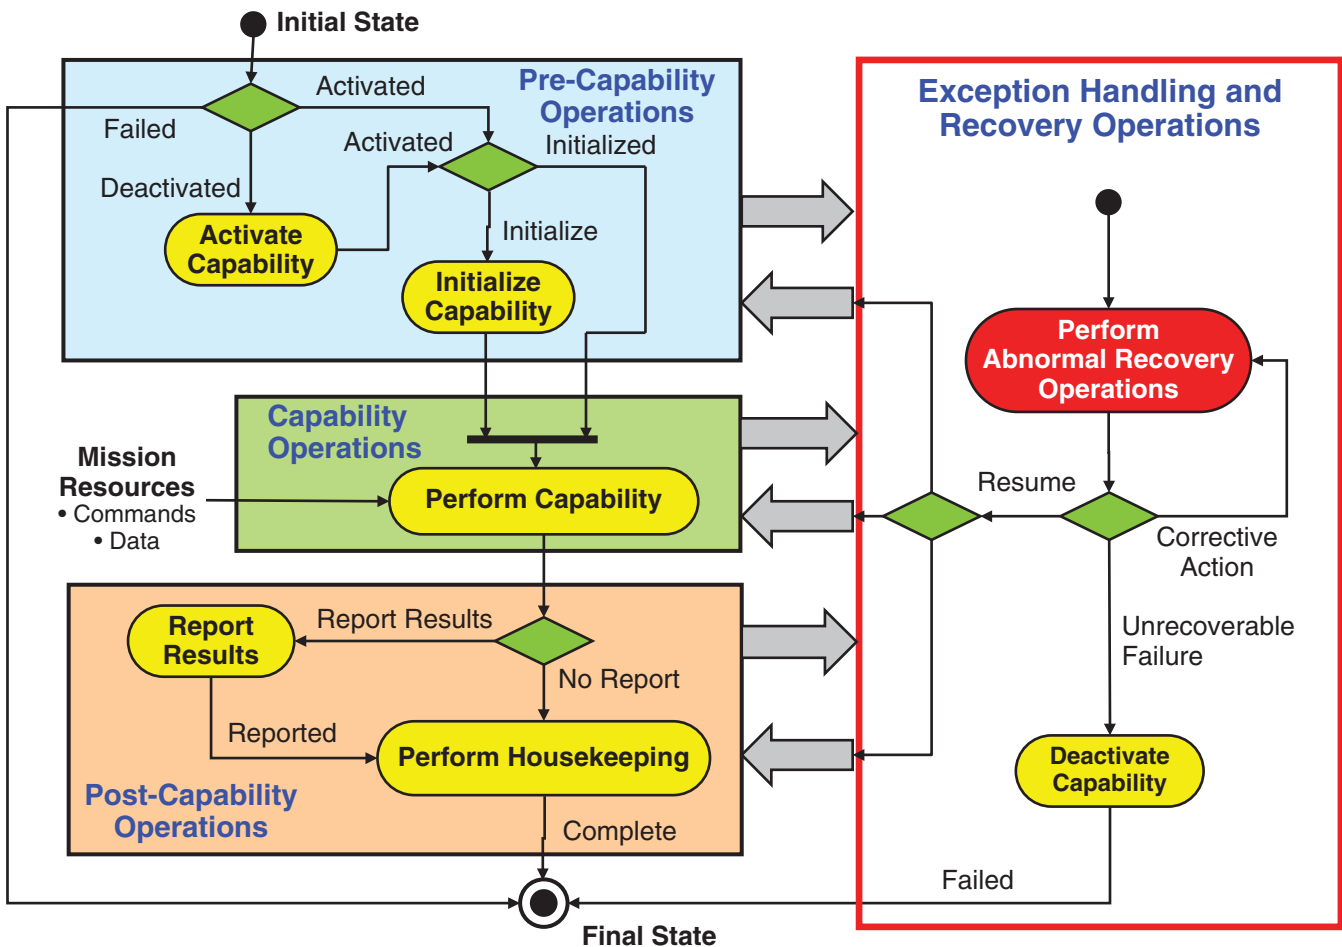 Initial State
Pre-Capability
Operations
Activated
Failed
Activated
Initialized
Deactivated
Activate
Capability
Initialize
Initialize
Capability
Capability
Operations
Mission
Resources
• Commands
• Data
Perform Capability
Report Results
Report
Results
No Report
Reported
Perform Housekeeping
Post-Capability
Operations
Complete
Final State
Exception Handling and
Recovery Operations
Perform
Abnormal Recovery
Operations
Resume
Corrective
Action
Unrecoverable
Failure
Deactivate
Capability
Failed